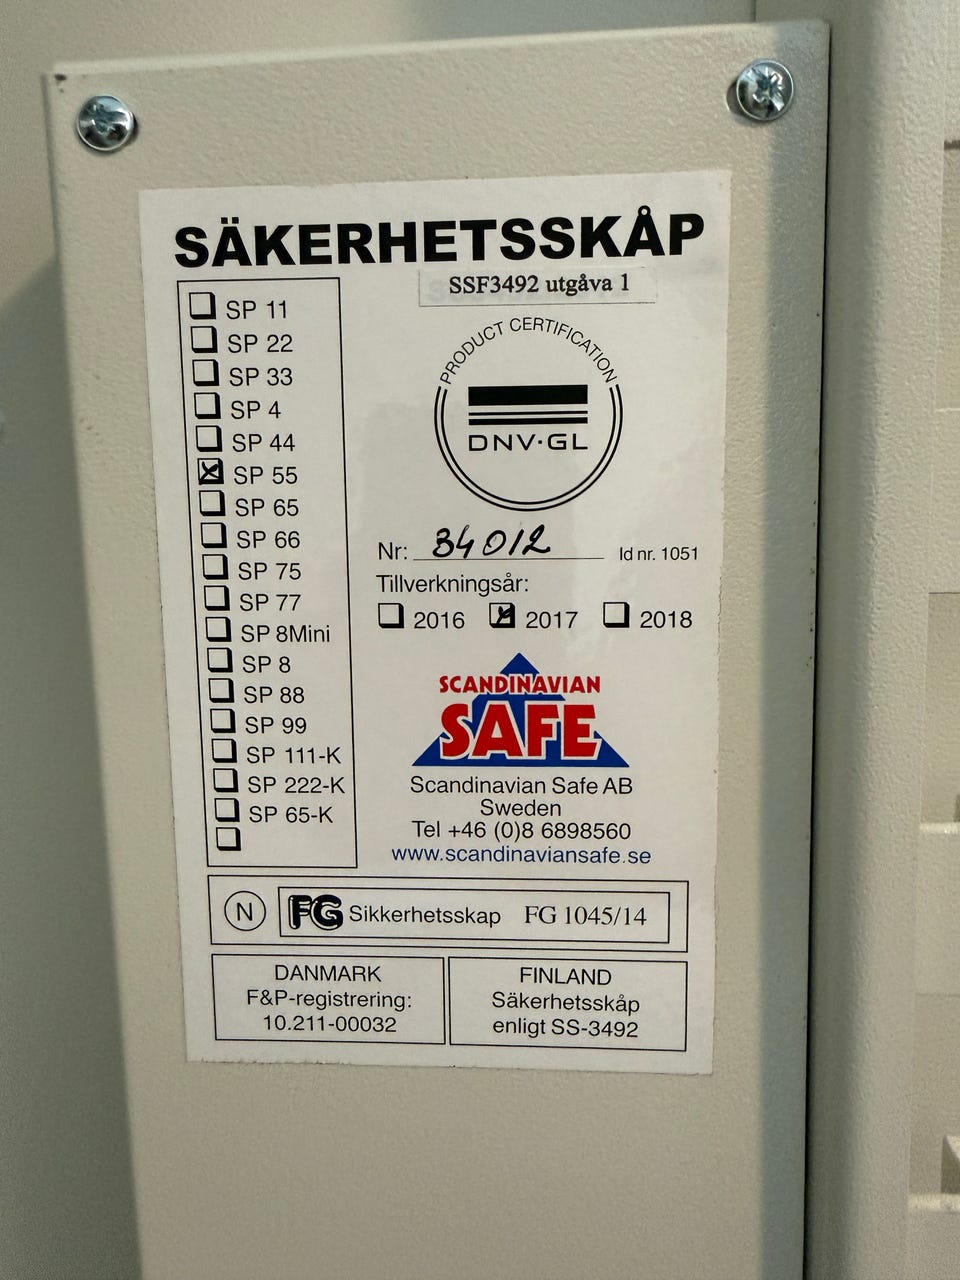 SÄKERHETSSKÅP
SSF3492 utgåva 1
SP 11
SP 22
SP 33
SP 4
SP 44
SP 55
SP 65
SP 66
SP 75
SP 77
SP 8Mini
SP 8
SP 88
SP 99
SP 111-K
SP 222-K
SP 65-K
PRODUCT CERTIFICATION
DNV·GL
Nr: 34012 Id nr. 1051
Tillverkningsår:
2016 2017 2018
SCANDINAVIAN
SAFE
Scandinavian Safe AB
Sweden
Tel +46 (0)8 6898560
www.scandinaviansafe.se
N FG Sikkerhetsskap FG 1045/14
DANMARK
F&P-registrering:
10.211-00032
FINLAND
Säkerhetsskåp
enligt SS-3492